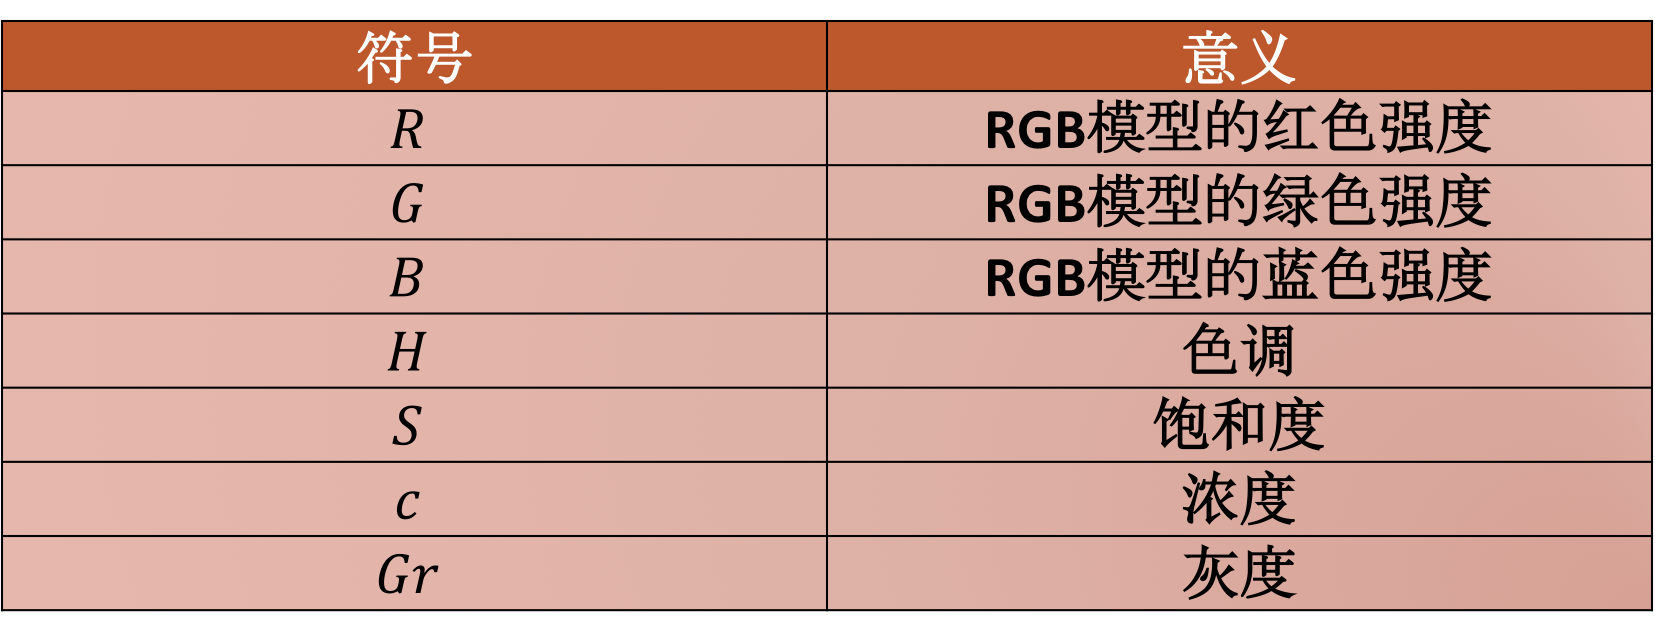 符号 意义
R RGB模型的红色强度
G RGB模型的绿色强度
B RGB模型的蓝色强度
H 色调
S 饱和度
c 浓度
Gr 灰度